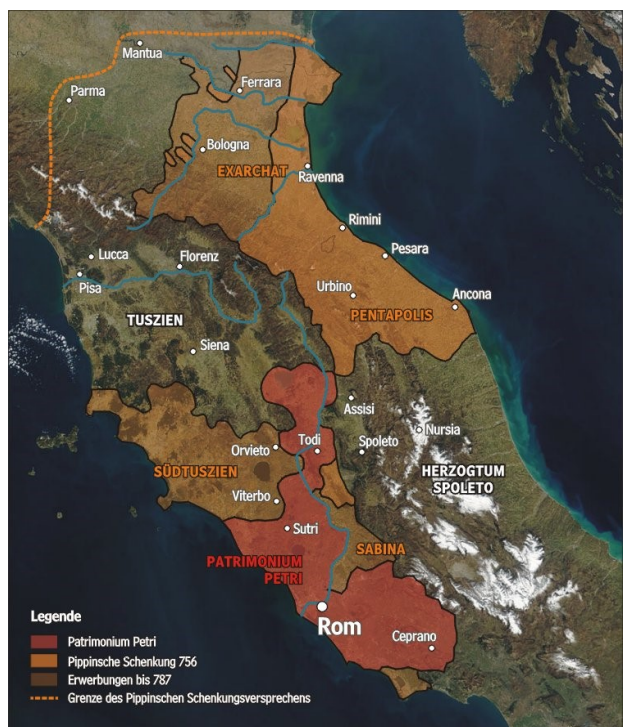 Mantua
Parma
Ferrara
Bologna
EXARCHAT
Ravenna
Rimini
Pesara
Lucca
Florenz
Pisa
Urbino
PENTAPOLIS
Ancona
TUSZIEN
Siena
Assisi
Nursia
Todi
Spoleto
Orvieto
SÜDTUSZIEN
HERZOGTUM
SPOLETO
Viterbo
Sutri
SABINA
PATRIMONIUM
PETRI
Rom
Ceprano
Legende
Patrimonium Petri
Pippinsche Schenkung 756
Erwerbungen bis 787
Grenze des Pippinschen Schenkungsversprechens